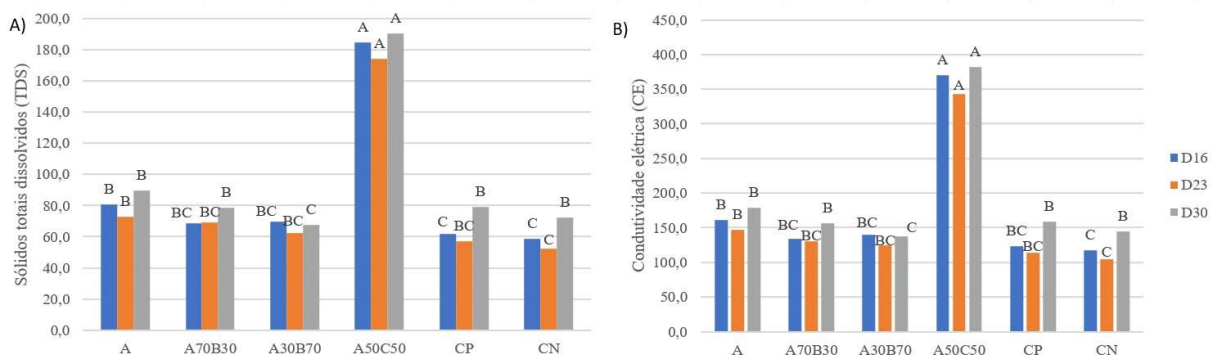 A)
Sólidos totais dissolvidos (TDS)
200,0
180,0
160,0
140,0
120,0
100,0
80,0
60,0
40,0
20,0
0,0
B B B
BC BC B
BC BC C
A A A
C BC B
C C B
A A70B30 A30B70 A50C50 CP CN
B)
Condutividade elétrica (CE)
450,0
400,0
350,0
300,0
250,0
200,0
150,0
100,0
50,0
0,0
B B B
BC BC B
BC BC C
A A A
BC BC B
C C B
A A70B30 A30B70 A50C50 CP CN
D16
D23
D30